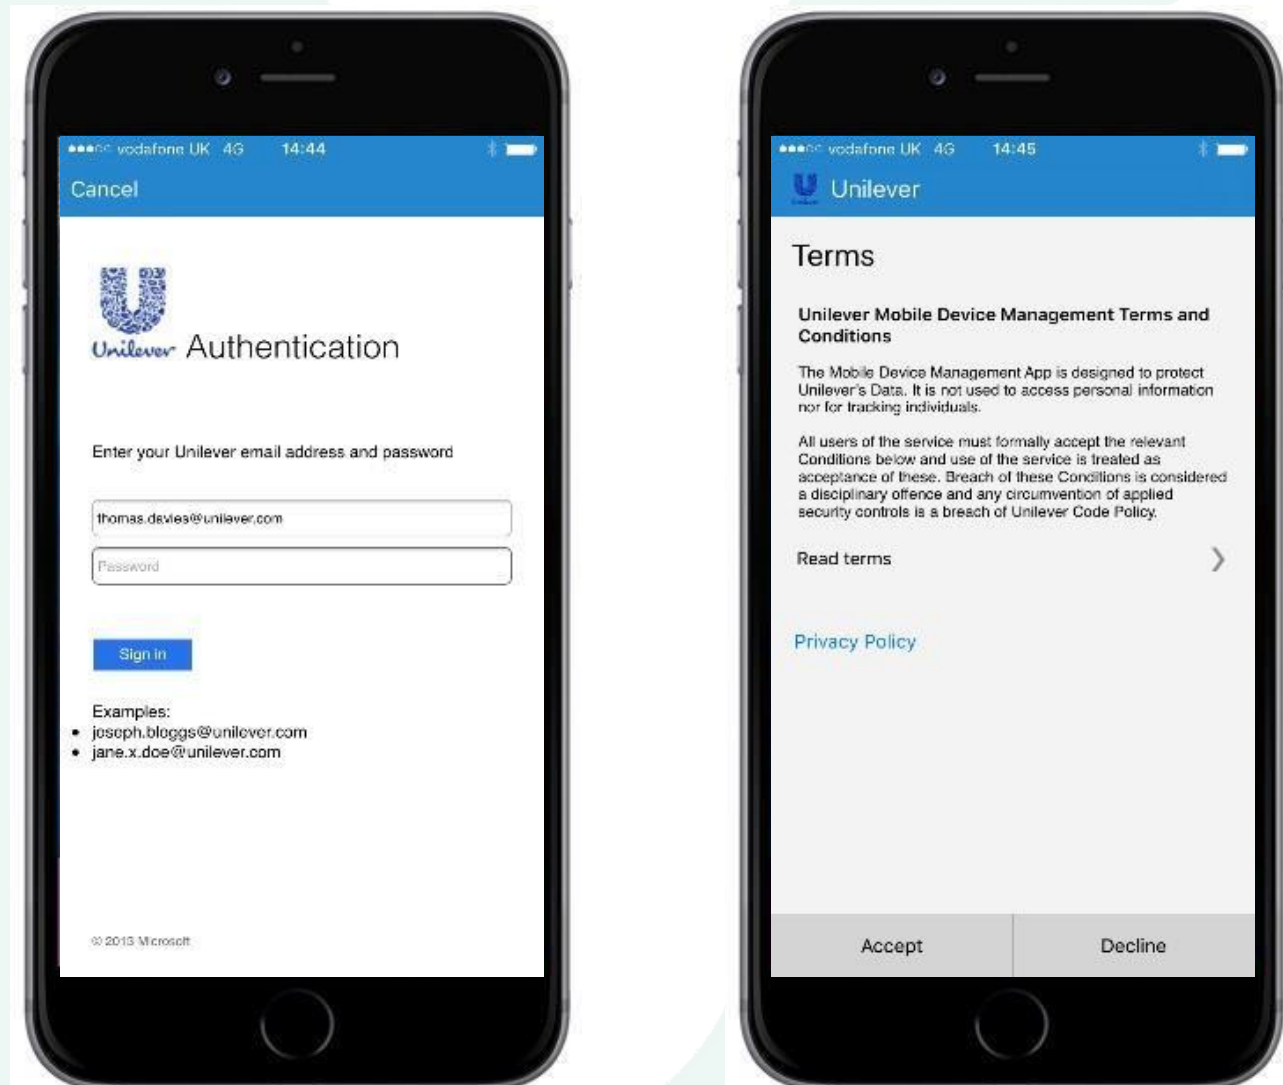 vodafone UK 4G 14:44
Cancel
Unilever Authentication
Enter your Unilever email address and password
thomas.davies@unilever.com
Password
Sign in
Examples:
• joseph.bloggs@unilever.com
• jane.x.doe@unilever.com
© 2013 Microsoft
vodafone UK 4G 14:45
Unilever
Terms
Unilever Mobile Device Management Terms and
Conditions
The Mobile Device Management App is designed to protect
Unilever's Data. It is not used to access personal information
nor for tracking individuals.
All users of the service must formally accept the relevant
Conditions below and use of the service is treated as
acceptance of these. Breach of these Conditions is considered
a disciplinary offence and any circumvention of applied
security controls is a breach of Unilever Code Policy.
Read terms
Privacy Policy
Accept Decline